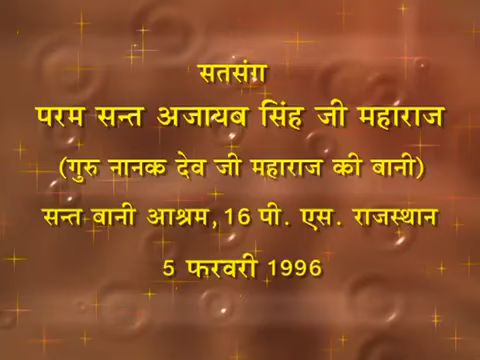 सतसंग
परम सन्त अजायब सिंह जी महाराज
(गुरु नानक देव जी महाराज की बानी)
सन्त बानी आश्रम, 16 पी. एस. राजस्थान
5 फरवरी 1996